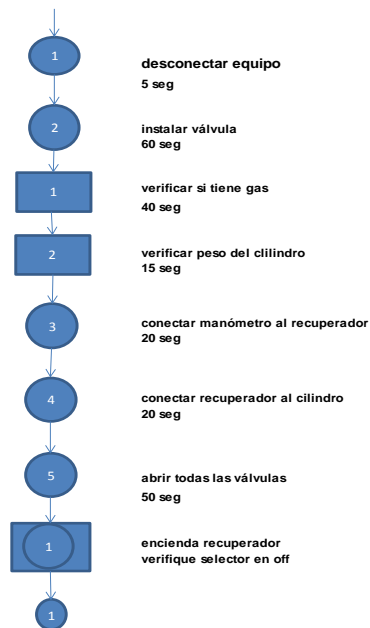 1
desconectar equipo
5 seg
2
instalar válvula
60 seg
1
verificar si tiene gas
40 seg
2
verificar peso del clilindro
15 seg
3
conectar manómetro al recuperador
20 seg
4
conectar recuperador al cilindro
20 seg
5
abrir todas las válvulas
50 seg
1
encienda recuperador
verifique selector en off
1